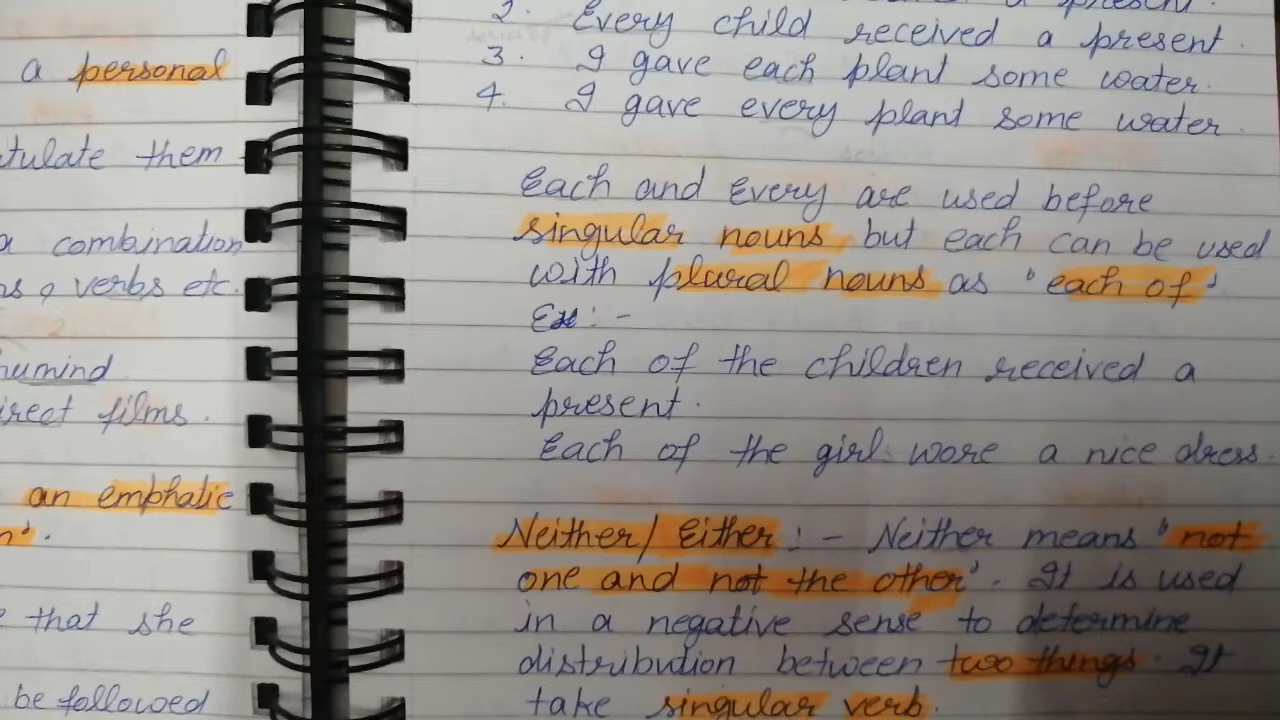 a personal
tulate them
a combination
ns, verbs etc.
humind
irect films.
an emphatic
n'.
that she
be followed
a present.
2. Every child received a present.
3. I gave each plant some water.
4. I gave every plant some water.
Each and Every are used before
singular nouns, but each can be used
with plural nouns as 'each of'
Ex:-
Each of the children received a
present.
Each of the girl wore a nice dress.
Neither/Either:- Neither means 'not
one and not the other'. It is used
in a negative sense to determine
distribution between two things. It
take singular verb.